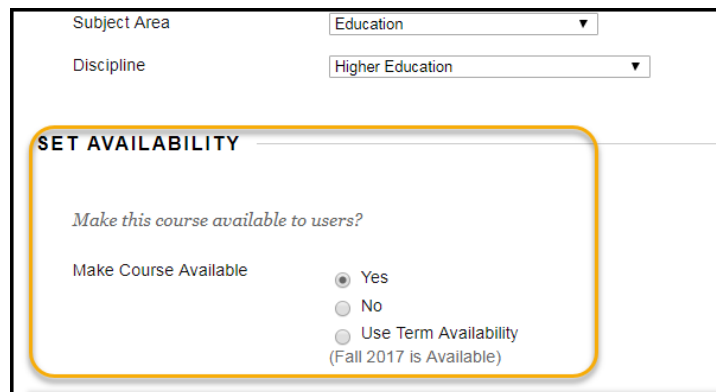 Subject Area Education
Discipline Higher Education
SET AVAILABILITY
Make this course available to users?
Make Course Available Yes
No
Use Term Availability
(Fall 2017 is Available)